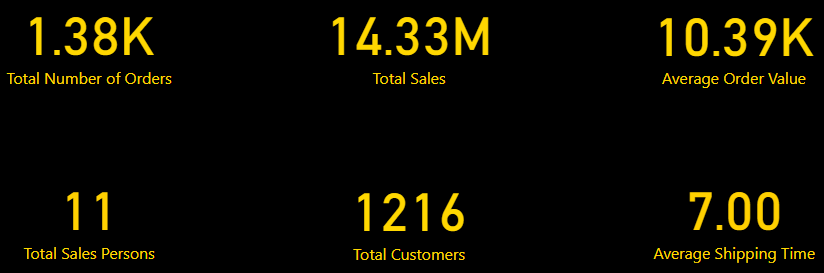 1.38K
Total Number of Orders
14.33M
Total Sales
10.39K
Average Order Value
11
Total Sales Persons
1216
Total Customers
7.00
Average Shipping Time